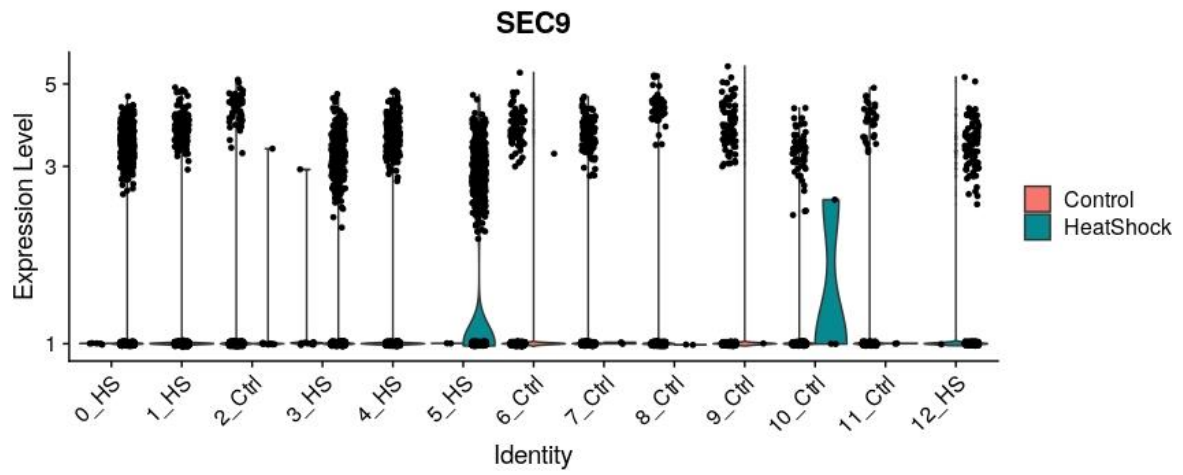 SEC9
Expression Level
5
3
1
0_HS
1_HS
2_Ctrl
3_HS
4_HS
5_HS
6_Ctrl
7_Ctrl
8_Ctrl
9_Ctrl
10_Ctrl
11_Ctrl
12_HS
Identity
Control
HeatShock